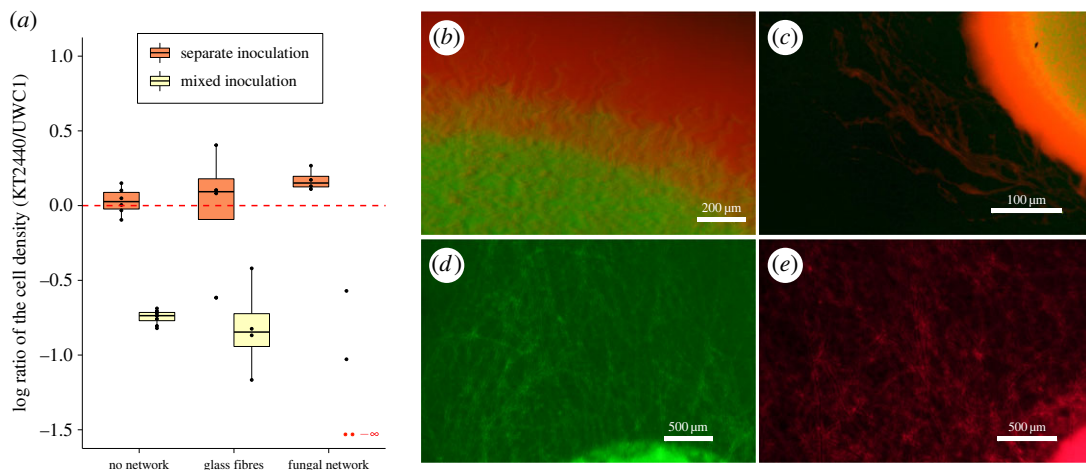 (a)
log ratio of the cell density (KT2440/UWC1)
1.0
0.5
0.0
–0.5
–1.0
–1.5
separate inoculation
mixed inoculation
–∞
no network
glass fibres
fungal network
(b)
200 µm
(c)
100 µm
(d)
500 µm
(e)
500 µm